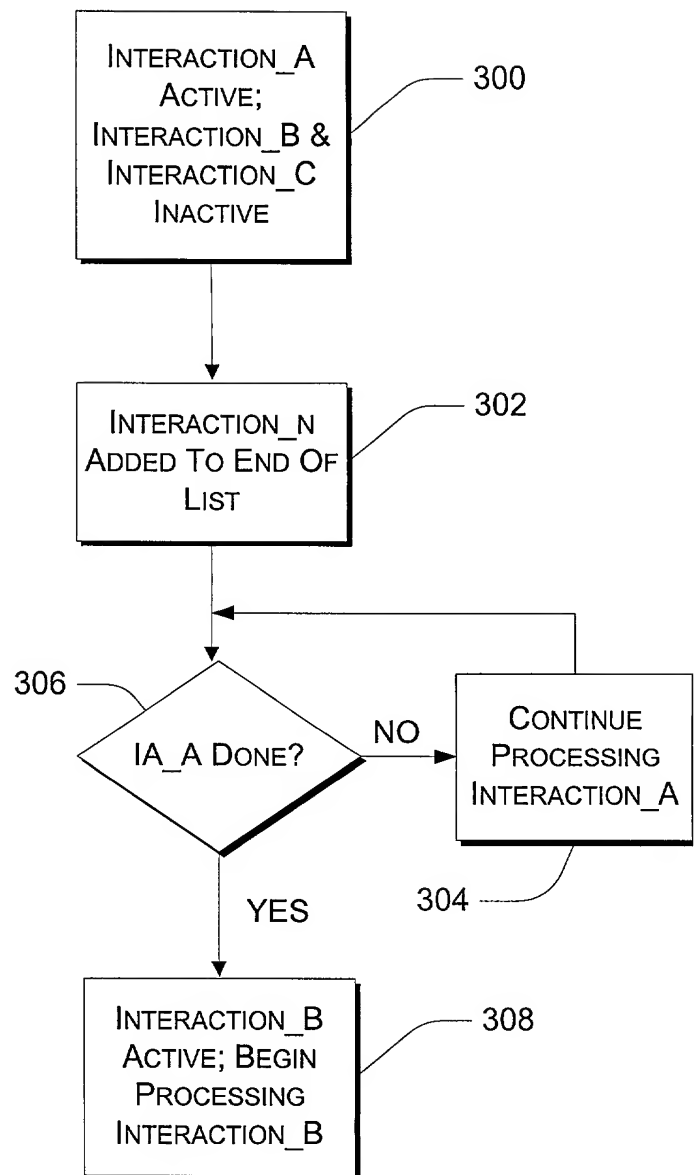 INTERACTION_A
ACTIVE;
INTERACTION_B &
INTERACTION_C
INACTIVE
300
INTERACTION_N
ADDED TO END OF
LIST
302
306
IA_A DONE?
NO
CONTINUE
PROCESSING
INTERACTION_A
304
YES
INTERACTION_B
ACTIVE; BEGIN
PROCESSING
INTERACTION_B
308